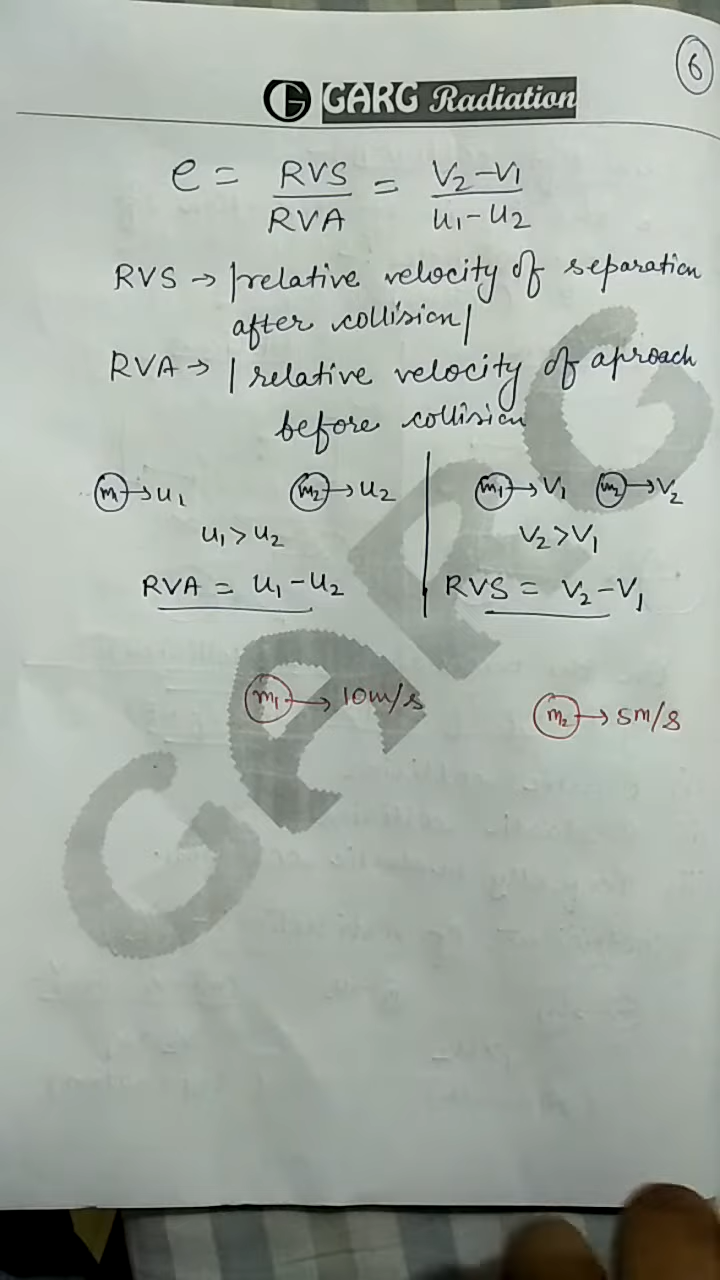 6
G GARG Radiation
e = RVS/RVA = V2-V1/u1-u2
RVS → |relative velocity of separation
after collision|
RVA → | relative velocity of aproach
before collision
m1 → u1 m2 → u2 m1 → V1 m2 → V2
u1 > u2 V2 > V1
RVA = u1 - u2 RVS = V2 - V1
m1 → 10m/s m2 → 5m/s
GARG